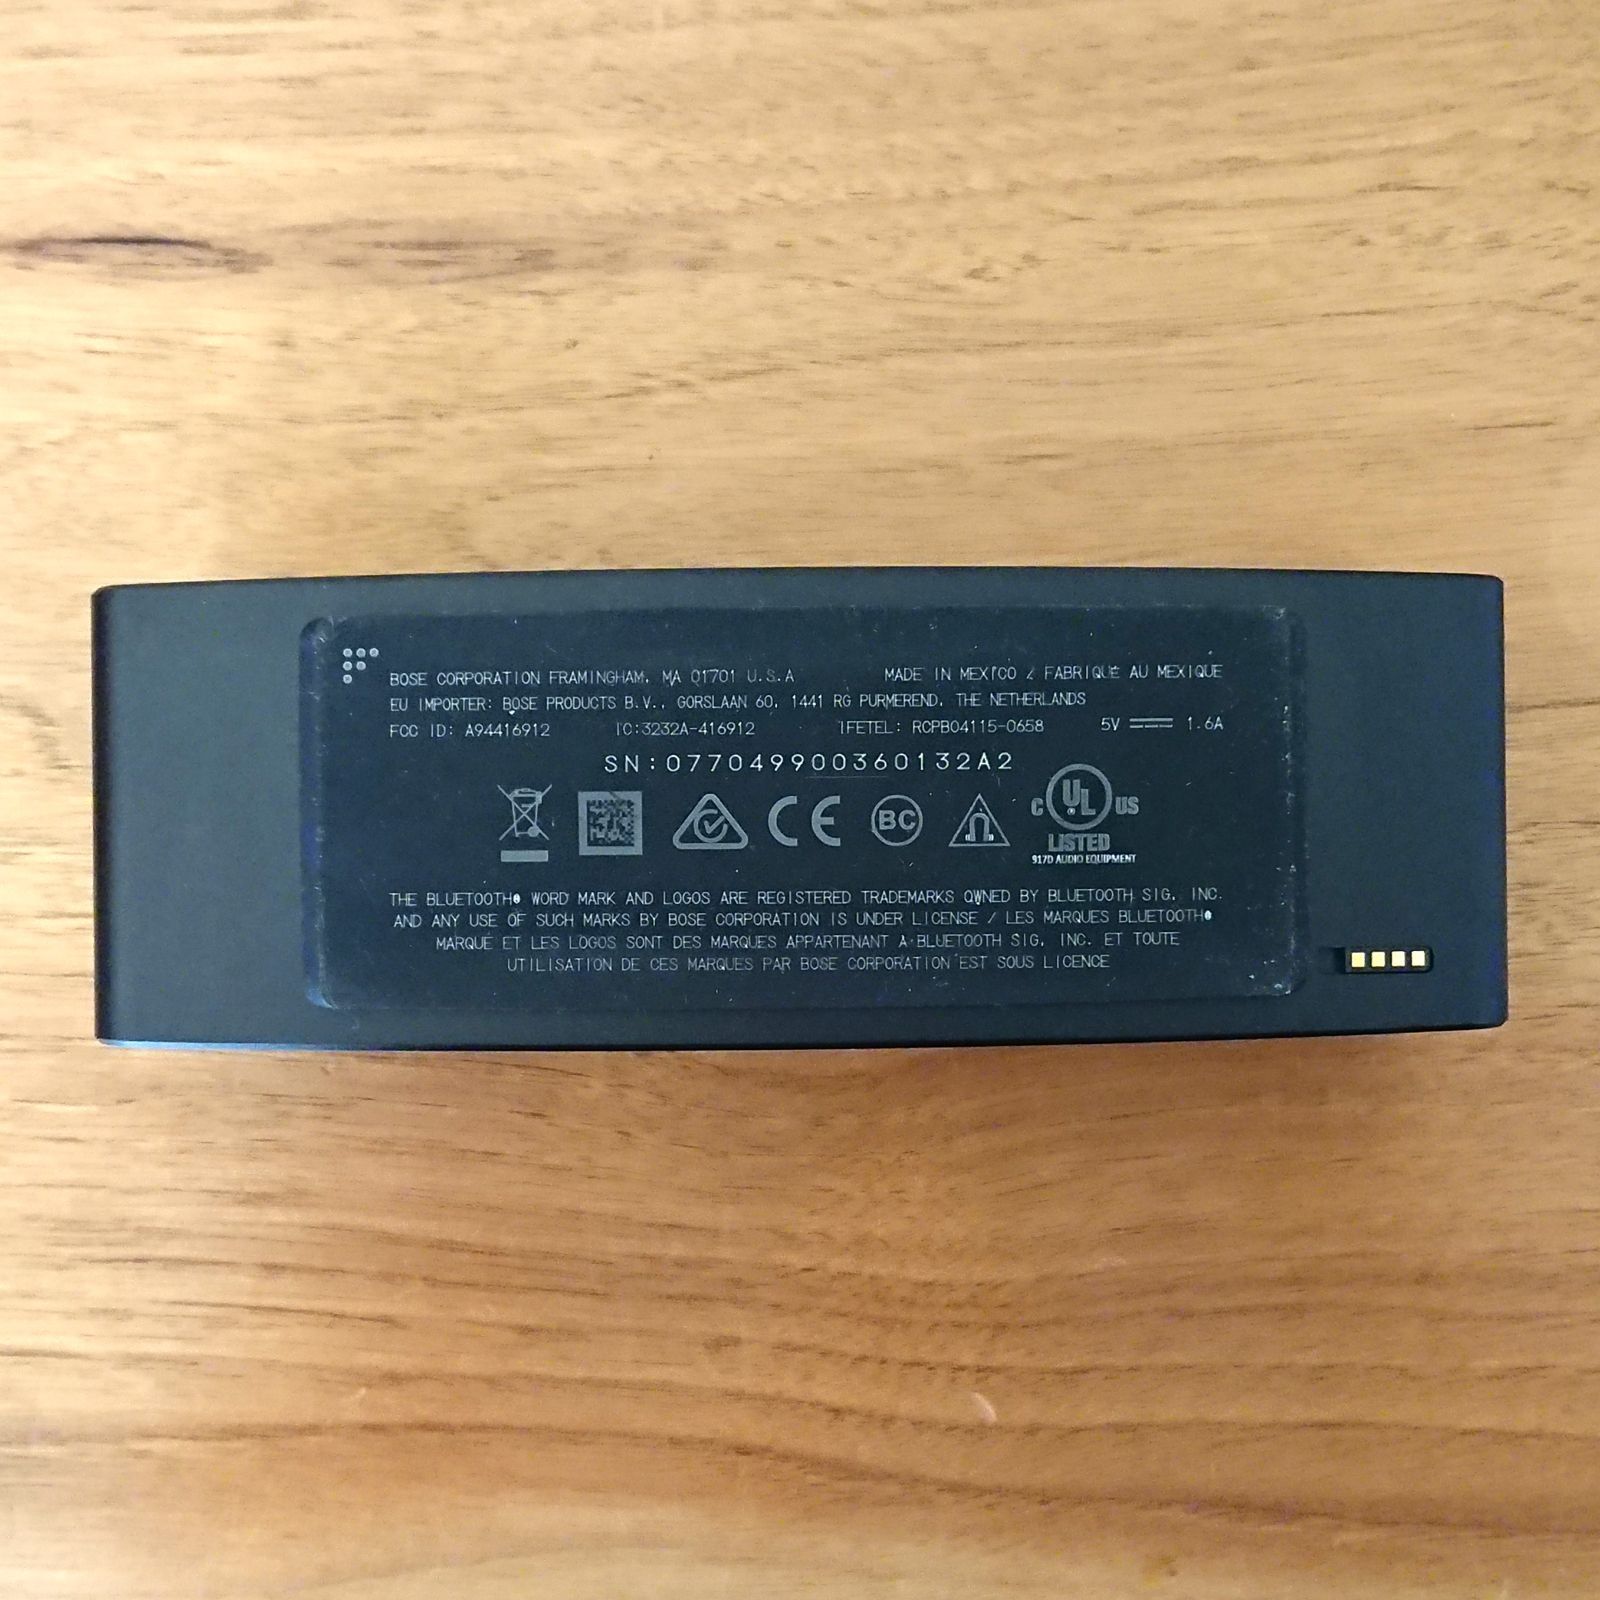 BOSE CORPORATION FRAMINGHAM, MA 01701 U.S.A MADE IN MEXICO / FABRIQUÉ AU MEXIQUE
EU IMPORTER: BOSE PRODUCTS B.V., GORSLAAN 60, 1441 RG PURMEREND, THE NETHERLANDS
FCC ID: A94416912 IC:3232A-416912 IFETEL: RCPBO4115-0658 5V 1.6A
SN:077049900360132A2
CE BC C UL US
LISTED
917D AUDIO EQUIPMENT
THE BLUETOOTH® WORD MARK AND LOGOS ARE REGISTERED TRADEMARKS OWNED BY BLUETOOTH SIG, INC.
AND ANY USE OF SUCH MARKS BY BOSE CORPORATION IS UNDER LICENSE / LES MARQUES BLUETOOTH®
MARQUE ET LES LOGOS SONT DES MARQUES APPARTENANT À BLUETOOTH SIG, INC. ET TOUTE
UTILISATION DE CES MARQUES PAR BOSE CORPORATION EST SOUS LICENCE